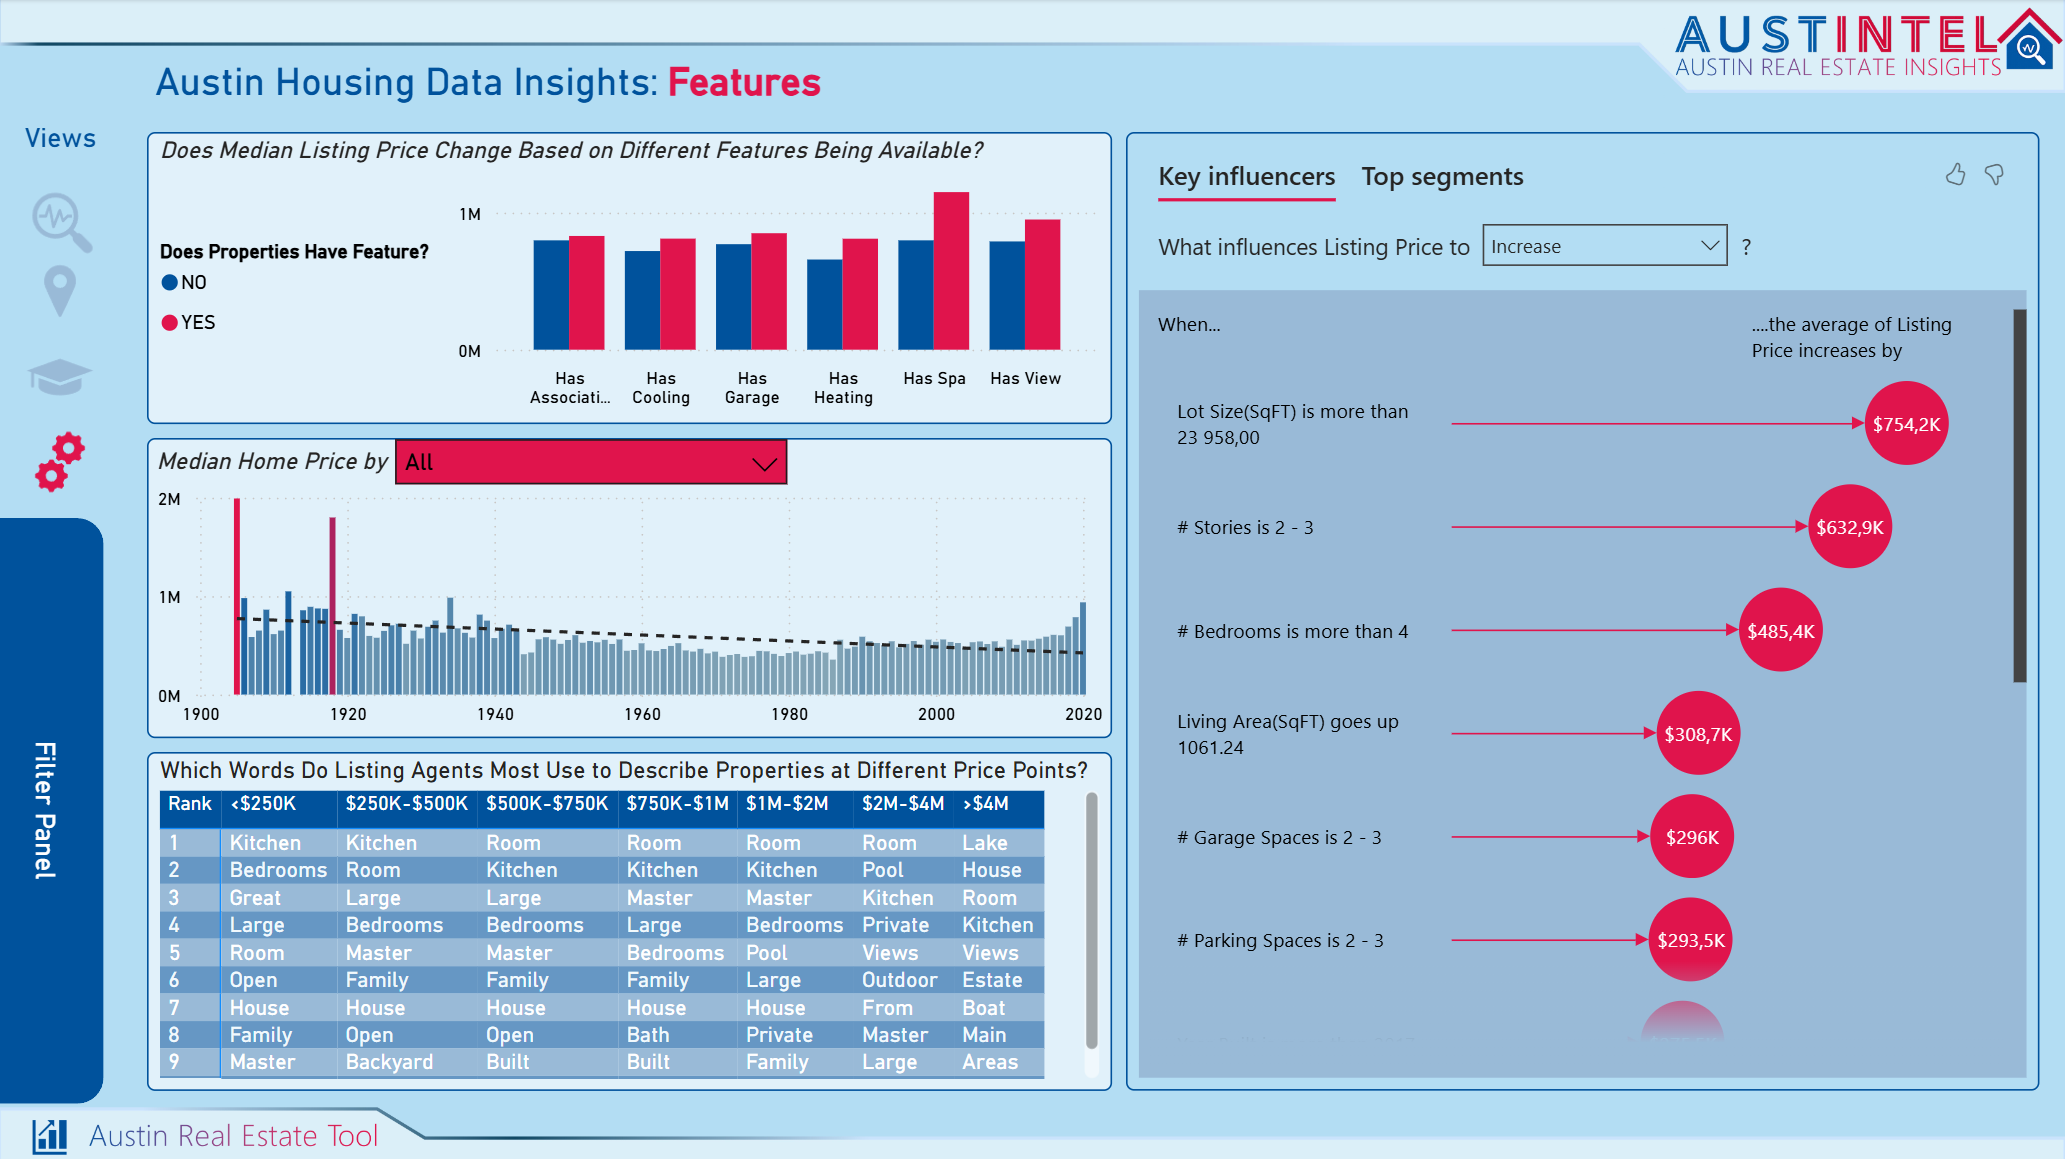 AUSTINTEL
AUSTIN REAL ESTATE INSIGHTS
Austin Housing Data Insights: Features
Views
Filter Panel
Does Median Listing Price Change Based on Different Features Being Available?
Does Properties Have Feature?
NO
YES
1M
0M
Has Associati...
Has Cooling
Has Garage
Has Heating
Has Spa
Has View
Median Home Price by All
2M
1M
0M
1900 1920 1940 1960 1980 2000 2020
Which Words Do Listing Agents Most Use to Describe Properties at Different Price Points?
Rank <$250K $250K-$500K $500K-$750K $750K-$1M $1M-$2M $2M-$4M >$4M
1 Kitchen Kitchen Room Room Room Room Lake
2 Bedrooms Room Kitchen Kitchen Kitchen Pool House
3 Great Large Large Master Master Kitchen Room
4 Large Bedrooms Bedrooms Large Bedrooms Private Kitchen
5 Room Master Master Bedrooms Pool Views Views
6 Open Family Family Family Large Outdoor Estate
7 House House House House House From Boat
8 Family Open Open Bath Private Master Main
9 Master Backyard Built Built Family Large Areas
Key influencers Top segments
What influences Listing Price to Increase ?
When...
....the average of Listing
Price increases by
Lot Size(SqFT) is more than
23 958,00
$754,2K
# Stories is 2 - 3
$632,9K
# Bedrooms is more than 4
$485,4K
Living Area(SqFT) goes up
1061.24
$308,7K
# Garage Spaces is 2 - 3
$296K
# Parking Spaces is 2 - 3
$293,5K
Austin Real Estate Tool